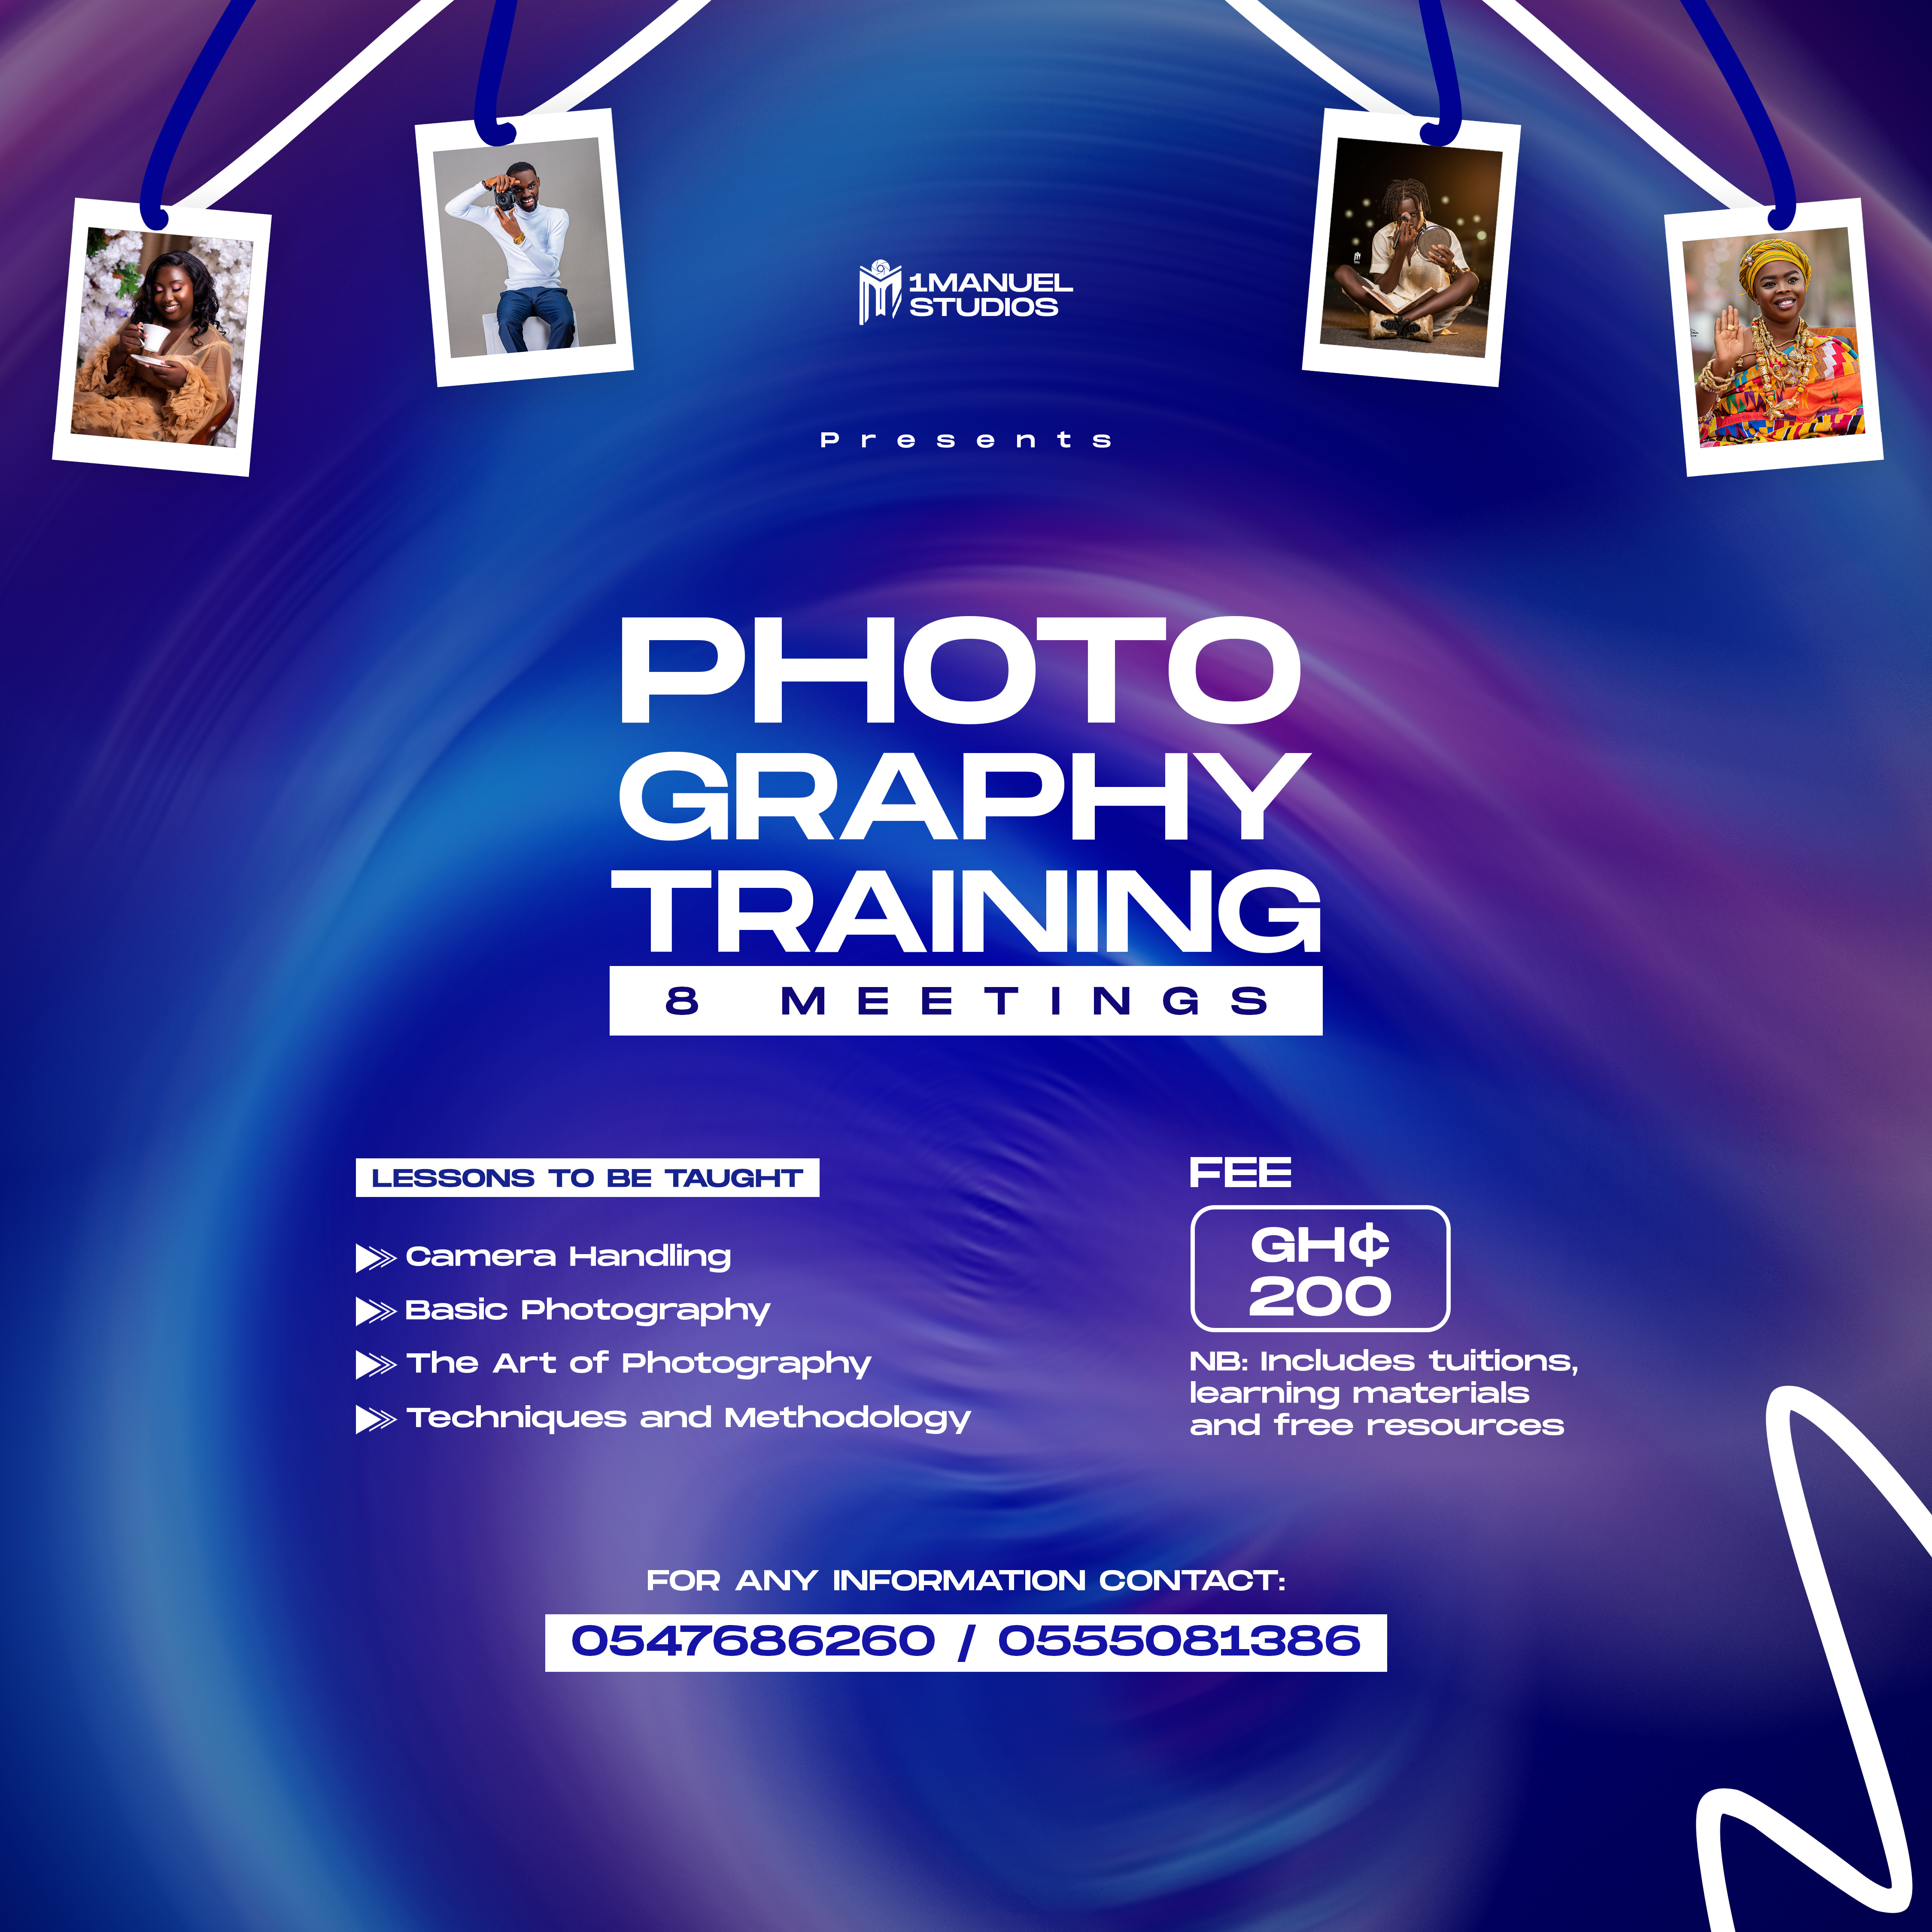 1MANUEL
STUDIOS
Presents
PHOTO
GRAPHY
TRAINING
8 MEETINGS
LESSONS TO BE TAUGHT
Camera Handling
Basic Photography
The Art of Photography
Techniques and Methodology
FEE
GH₵
200
NB: Includes tuitions,
learning materials
and free resources
FOR ANY INFORMATION CONTACT:
0547686260 / 0555081386